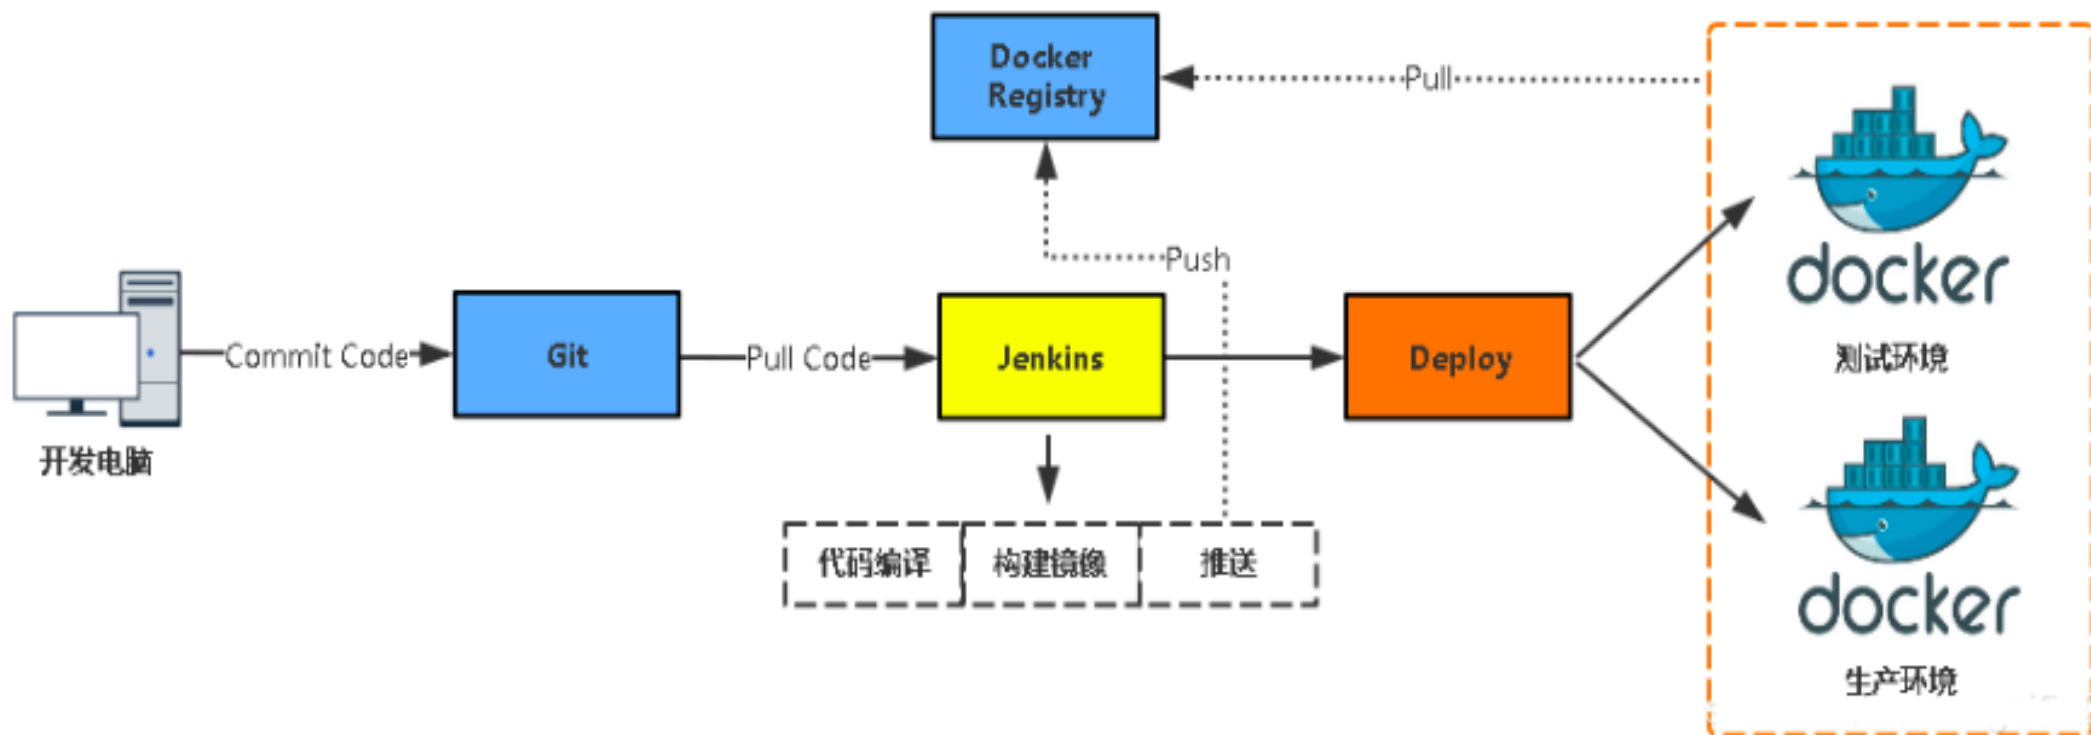 Docker
Registry
Pull
docker
测试环境
Push
Commit Code
Git
Pull Code
Jenkins
Deploy
开发电脑
代码编译
构建镜像
推送
docker
生产环境